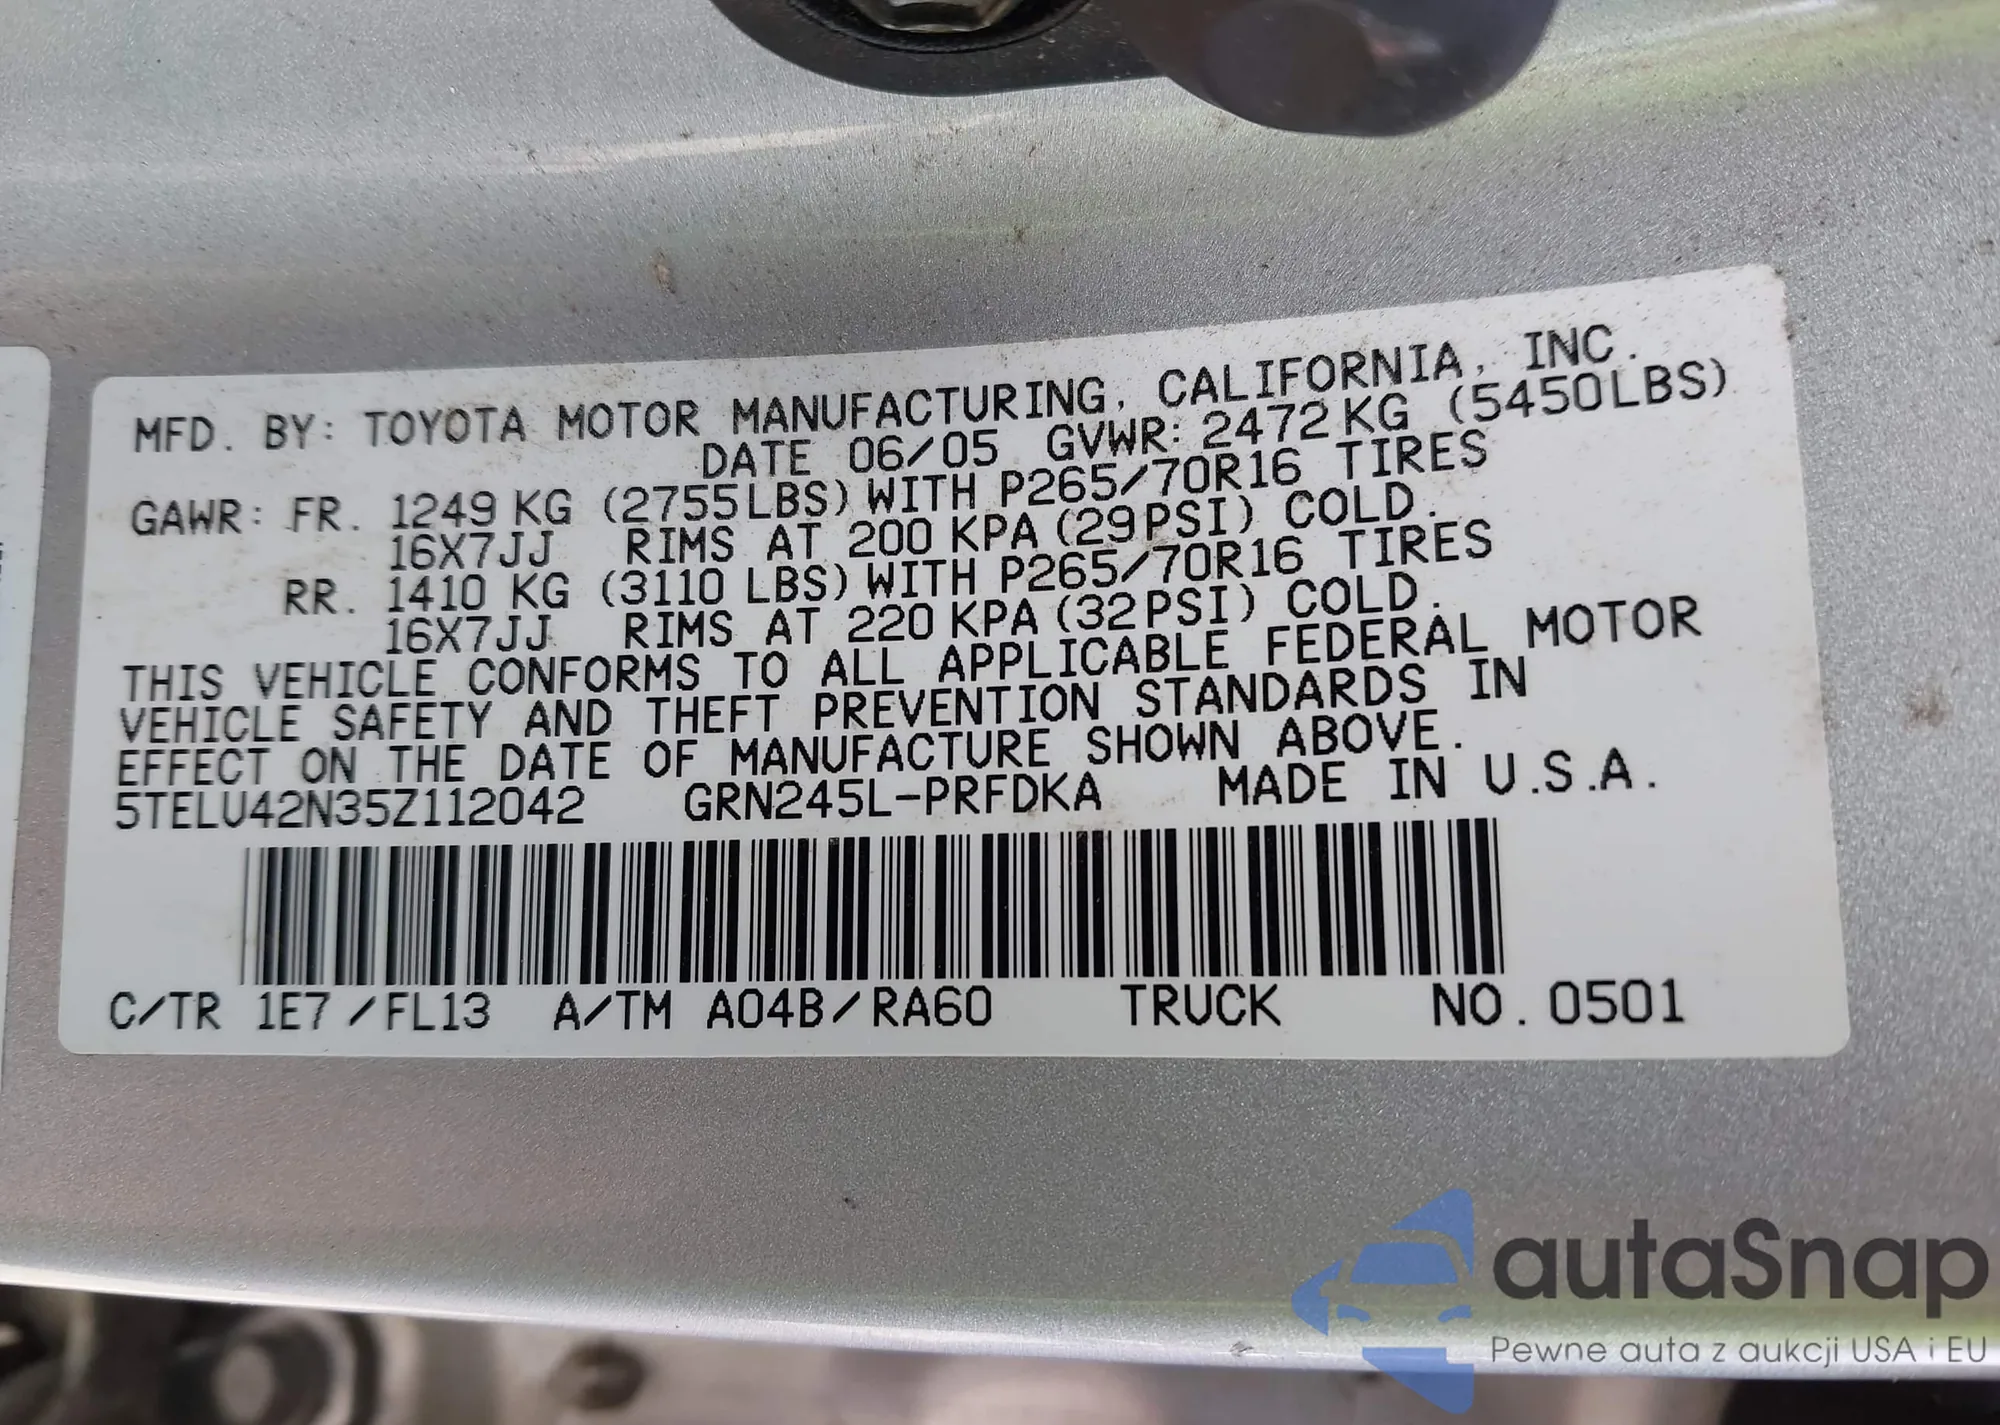 MFD. BY: TOYOTA MOTOR MANUFACTURING, CALIFORNIA, INC.
DATE 06/05 GVWR: 2472 KG (5450LBS)
GAWR: FR. 1249 KG (2755LBS) WITH P265/70R16 TIRES
16X7JJ RIMS AT 200 KPA (29PSI) COLD.
RR. 1410 KG (3110 LBS) WITH P265/70R16 TIRES
16X7JJ RIMS AT 220 KPA (32PSI) COLD.
THIS VEHICLE CONFORMS TO ALL APPLICABLE FEDERAL MOTOR
VEHICLE SAFETY AND THEFT PREVENTION STANDARDS IN
EFFECT ON THE DATE OF MANUFACTURE SHOWN ABOVE.
5TELU42N35Z112042 GRN245L-PRFDKA MADE IN U.S.A.
C/TR 1E7 /FL13 A/TM A04B/RA60 TRUCK NO. 0501
autaSnap
Pewne auta z aukcji USA i EU